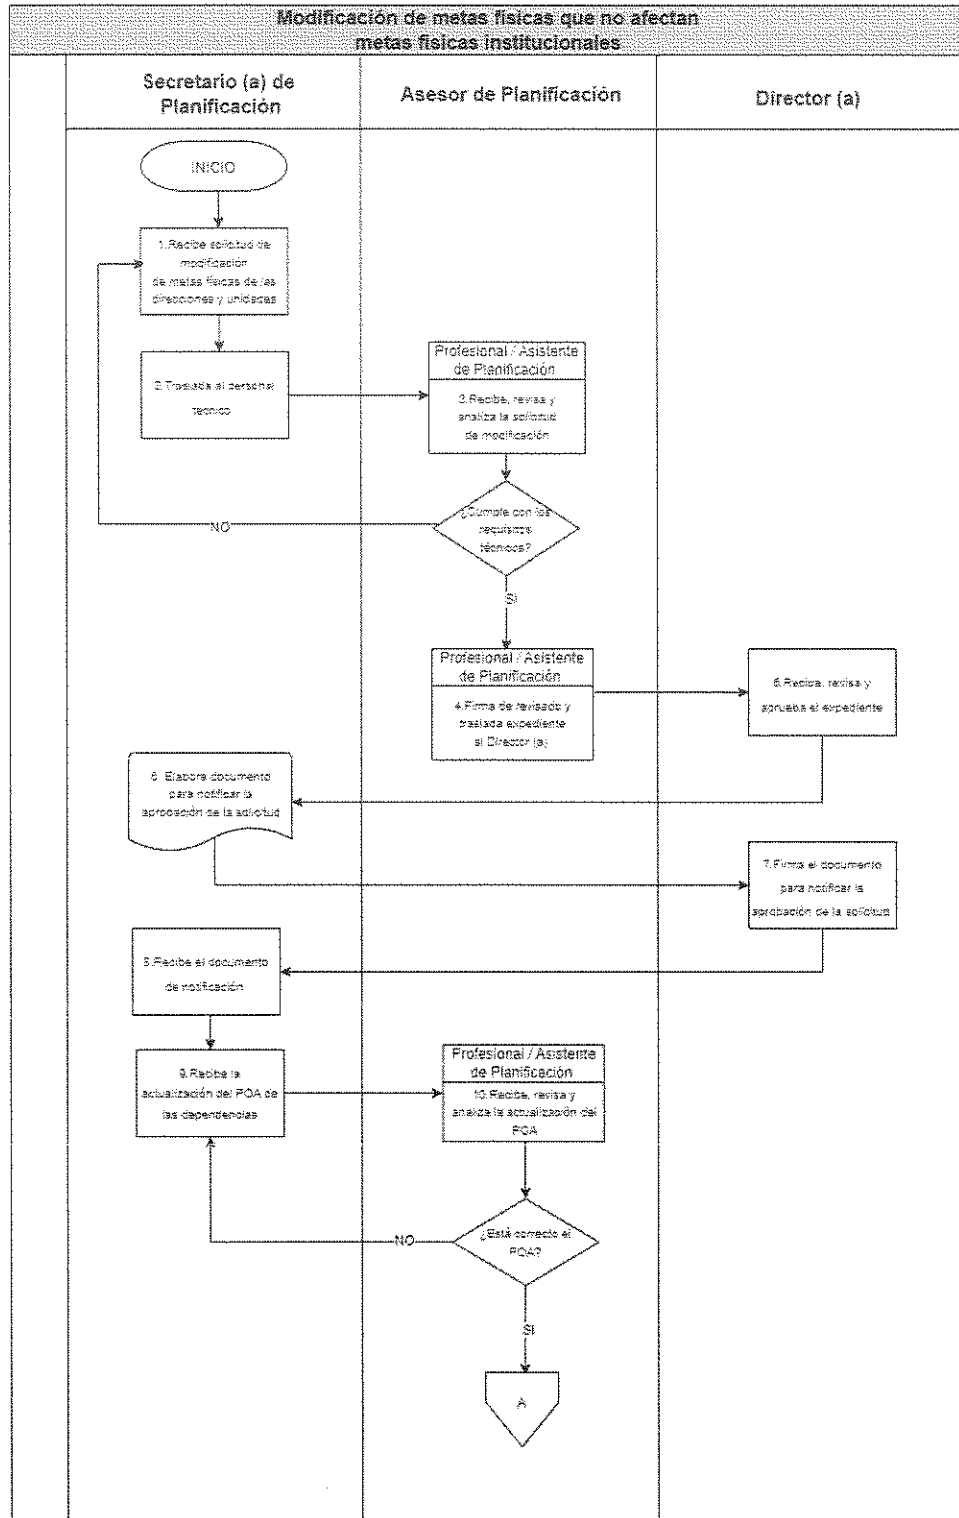 Modificación de metas físicas que no afectan
metas físicas institucionales
Secretario (a) de
Planificación
Asesor de Planificación
Director (a)
INICIO
1.Recibe solicitud de
modificación
de metas físicas de las
direcciones y unidades
2.Traslada al personal
técnico
Profesional / Asistente
de Planificación
3.Recibe, revisa y
analiza la solicitud
de modificación
¿Cumple con los
requisitos
técnicos?
NO
SI
Profesional / Asistente
de Planificación
4.Firma de revisado y
traslada expediente
al Director (a)
Recibe, revisa y
aprueba el expediente
Elabora documento
para notificar la
aprobación de la solicitud
7.Firma el documento
para notificar la
aprobación de la solicitud
8.Recibe el documento
de notificación
9.Recibe la
actualización del POA de
las dependencias
Profesional / Asistente
de Planificación
10.Recibe, revisa y
analiza la actualización del
POA
¿Está correcto el
POA?
NO
SI
A